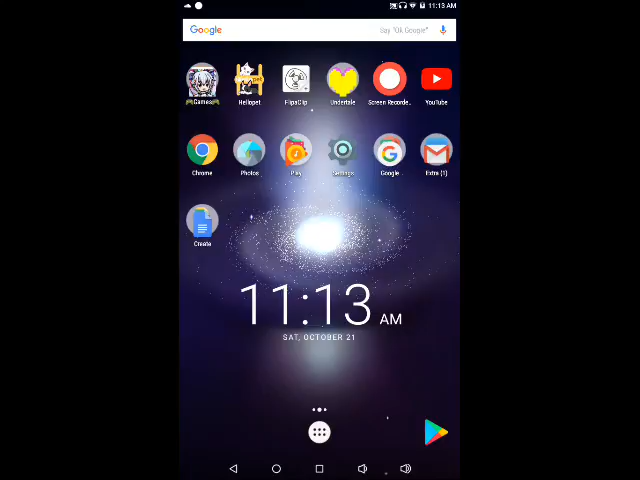 11:13 AM
Google
Say "Ok Google"
Games
Hellopet
FlipaClip
Undertale
Screen Recorde..
YouTube
Chrome
Photos
Play
Settings
Google
Extra (1)
Create
11:13 AM
SAT, OCTOBER 21